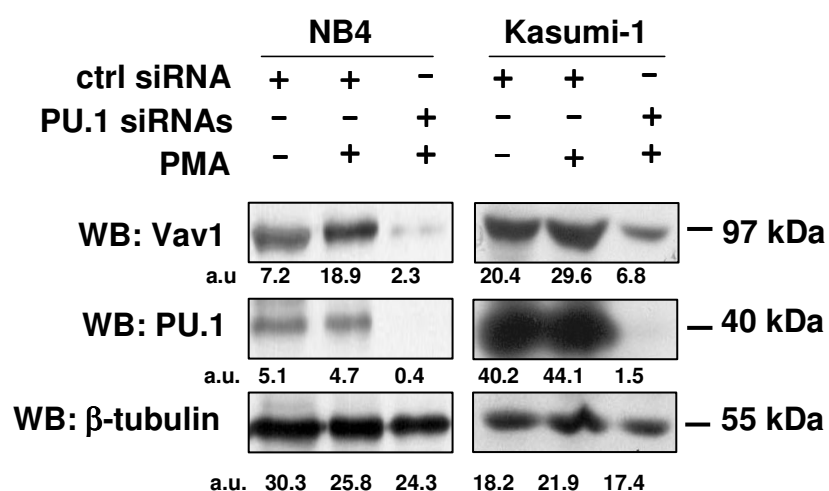 NB4 Kasumi-1
ctrl siRNA + + – + + –
PU.1 siRNAs – – + – – +
PMA – + + – + +
WB: Vav1 – 97 kDa
a.u 7.2 18.9 2.3 20.4 29.6 6.8
WB: PU.1 – 40 kDa
a.u. 5.1 4.7 0.4 40.2 44.1 1.5
WB: β-tubulin – 55 kDa
a.u. 30.3 25.8 24.3 18.2 21.9 17.4